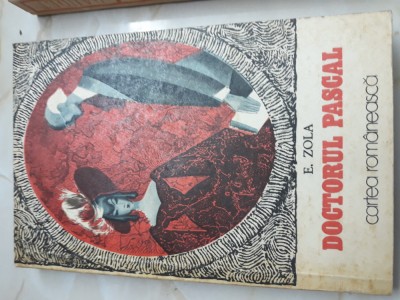 E. ZOLA
DOCTORUL PASCAL
cartea românească